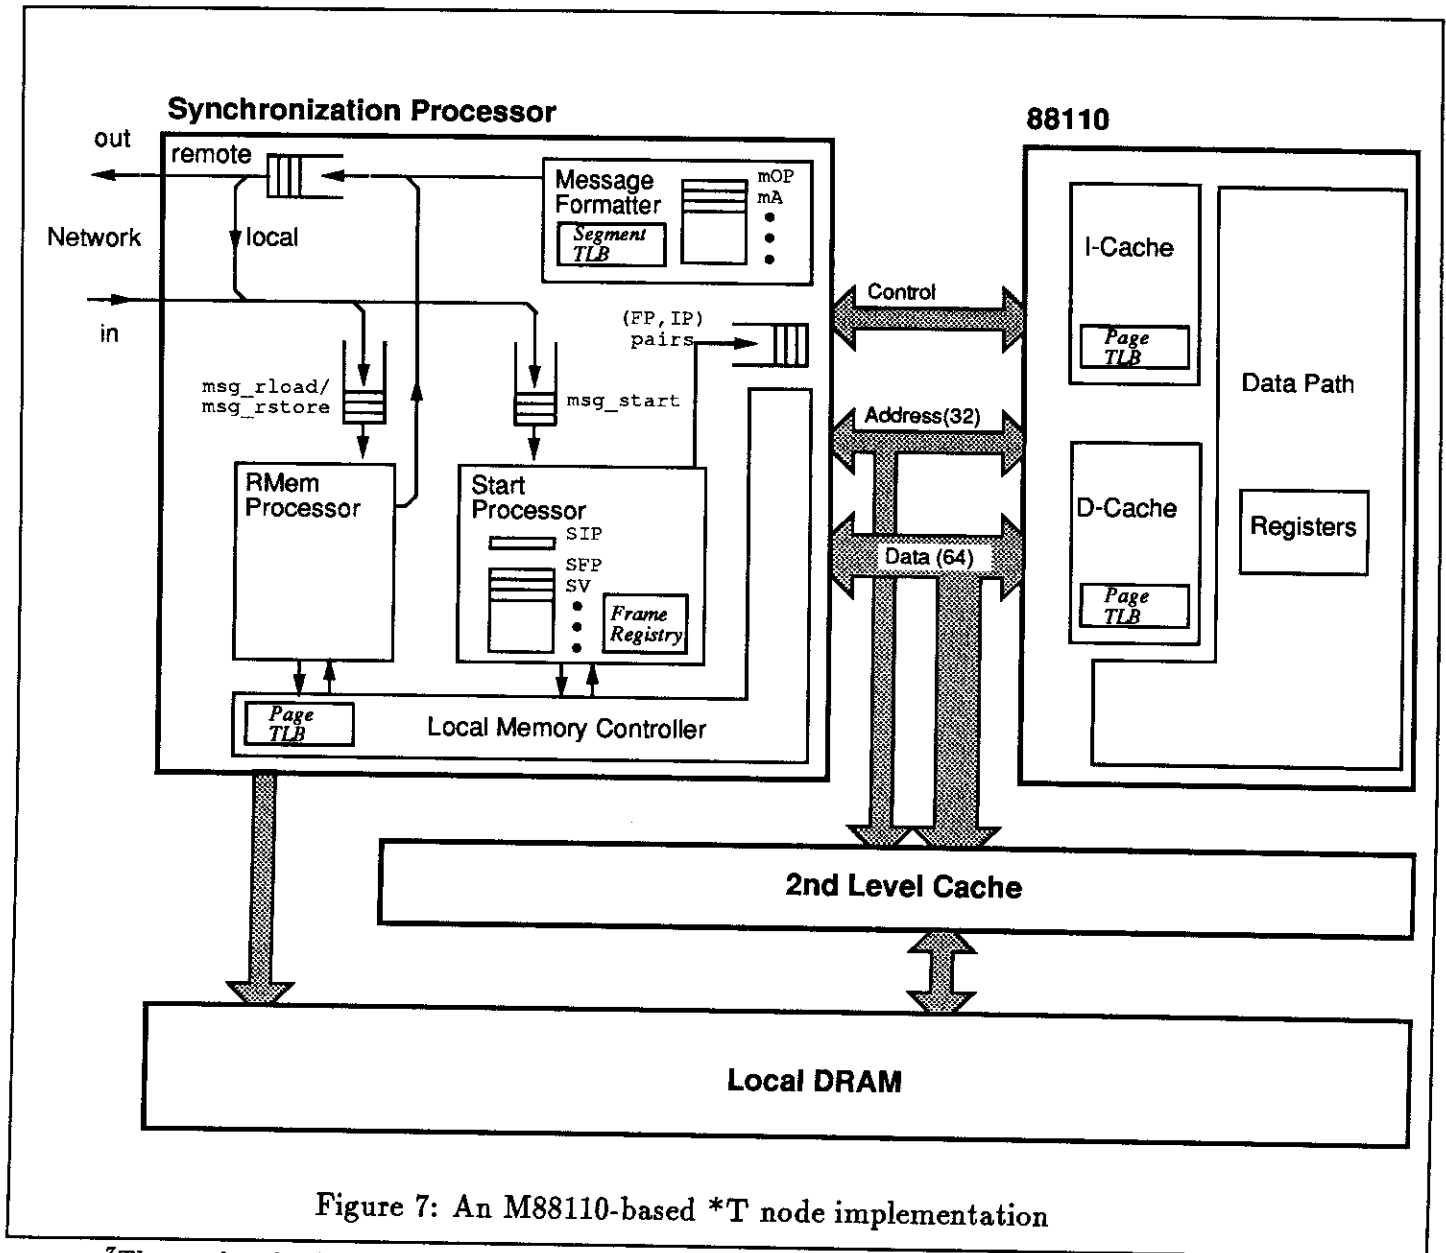 Synchronization Processor
88110
out
remote
Network
local
in
Message
Formatter
Segment
TLB
mOP
mA
(FP,IP)
pairs
msg_rload/
msg_rstore
msg_start
RMem
Processor
Start
Processor
SIP
SFP
SV
Frame
Registry
Page
TLB
Local Memory Controller
Control
Address(32)
Data (64)
I-Cache
Page
TLB
Data Path
D-Cache
Registers
Page
TLB
2nd Level Cache
Local DRAM
Figure 7: An M88110-based *T node implementation